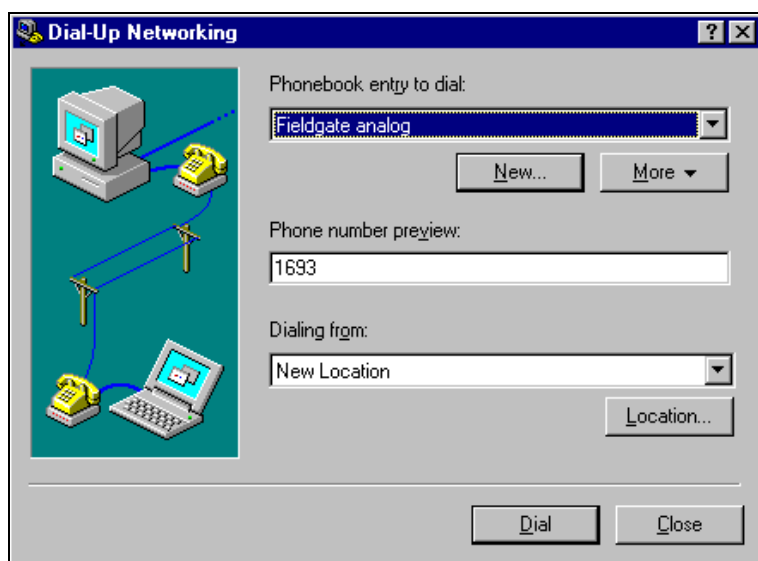 Dial-Up Networking
Phonebook entry to dial:
Fieldgate analog
New... More
Phone number preview:
1693
Dialing from:
New Location
Location...
Dial Close